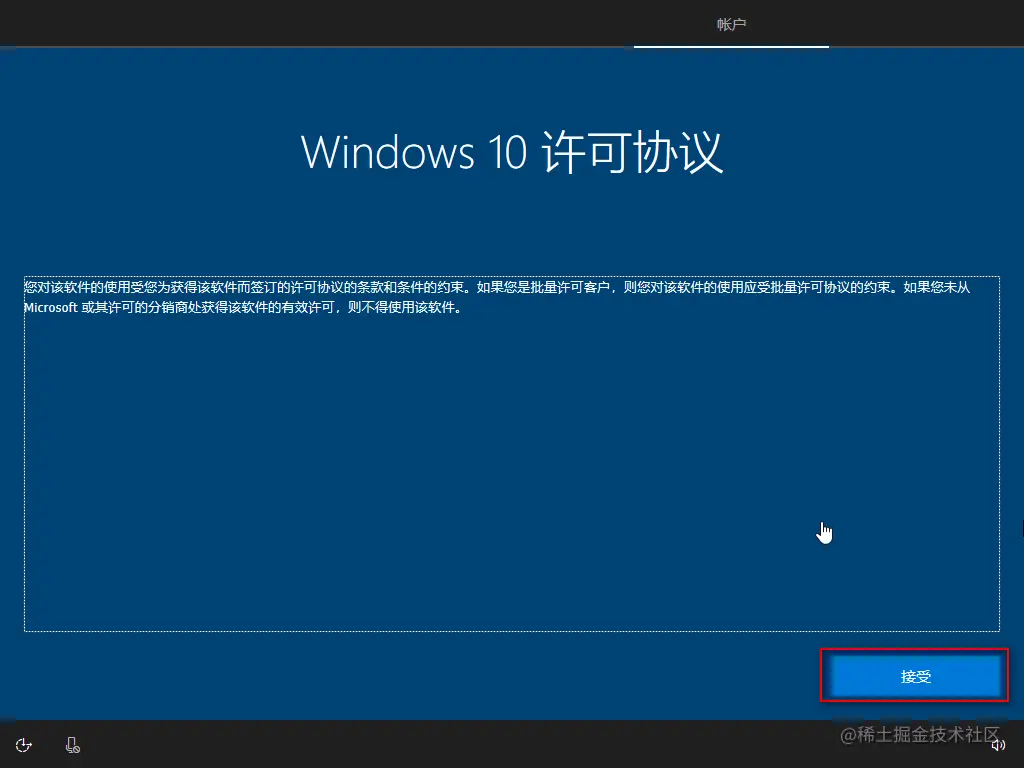 帐户
Windows 10 许可协议
您对该软件的使用受您为获得该软件而签订的许可协议的条款和条件的约束。如果您是批量许可客户，则您对该软件的使用应受批量许可协议的约束。如果您未从
Microsoft 或其许可的分销商处获得该软件的有效许可，则不得使用该软件。
接受
@稀土掘金技术社区